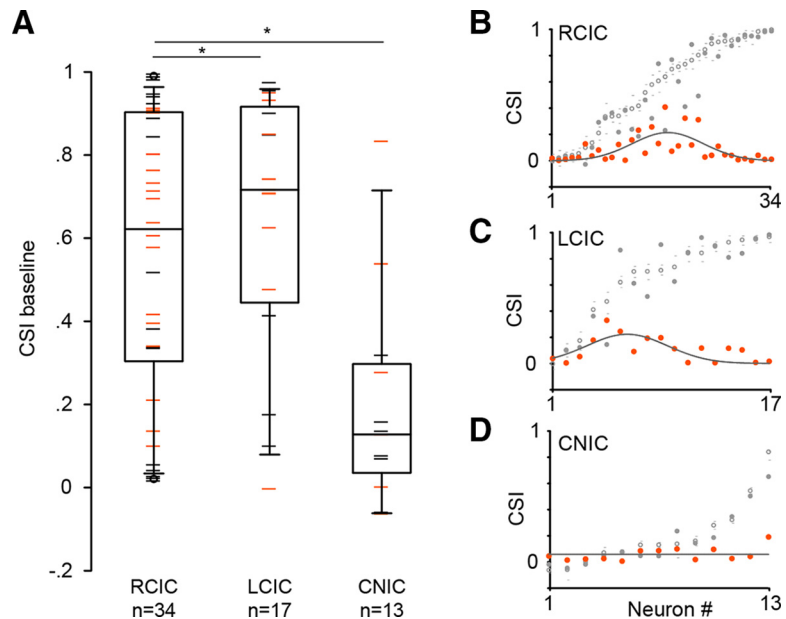 A
*
*
CSI baseline
1
.8
.6
.4
.2
0
-.2
RCIC
n=34
LCIC
n=17
CNIC
n=13
B
RCIC
CSI
1
0
1
34
C
LCIC
CSI
1
0
1
17
D
CNIC
CSI
1
0
1
Neuron #
13